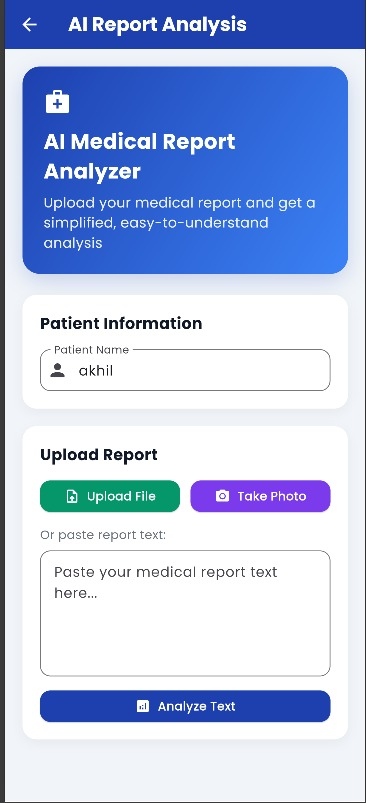 AI Report Analysis
AI Medical Report
Analyzer
Upload your medical report and get a
simplified, easy-to-understand
analysis
Patient Information
Patient Name
akhil
Upload Report
Upload File
Take Photo
Or paste report text:
Paste your medical report text
here...
Analyze Text